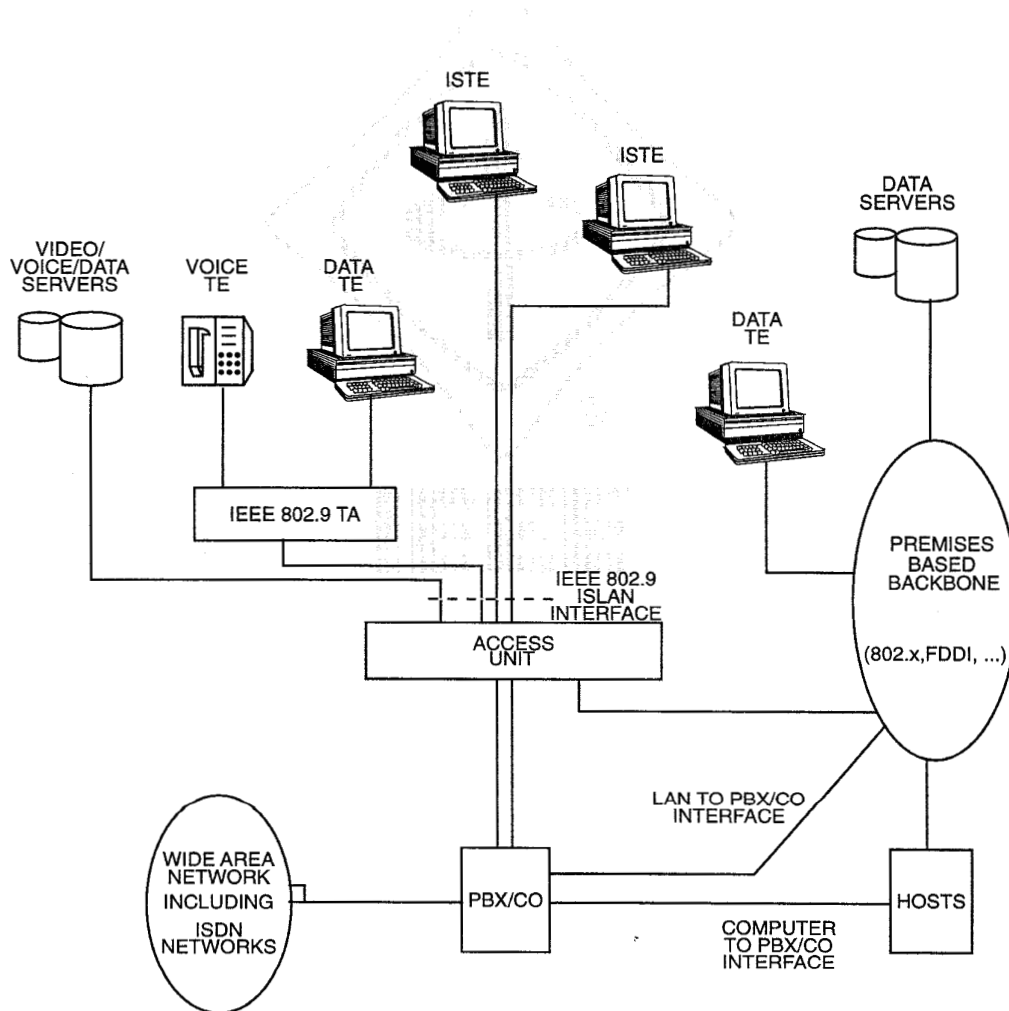 ISTE
ISTE
DATA
SERVERS
VIDEO/
VOICE/DATA
SERVERS
VOICE
TE
DATA
TE
DATA
TE
IEEE 802.9 TA
PREMISES
BASED
BACKBONE
(802.x,FDDI, ...)
IEEE 802.9
ISLAN
INTERFACE
ACCESS
UNIT
LAN TO PBX/CO
INTERFACE
WIDE AREA
NETWORK
INCLUDING
ISDN
NETWORKS
PBX/CO
HOSTS
COMPUTER
TO PBX/CO
INTERFACE